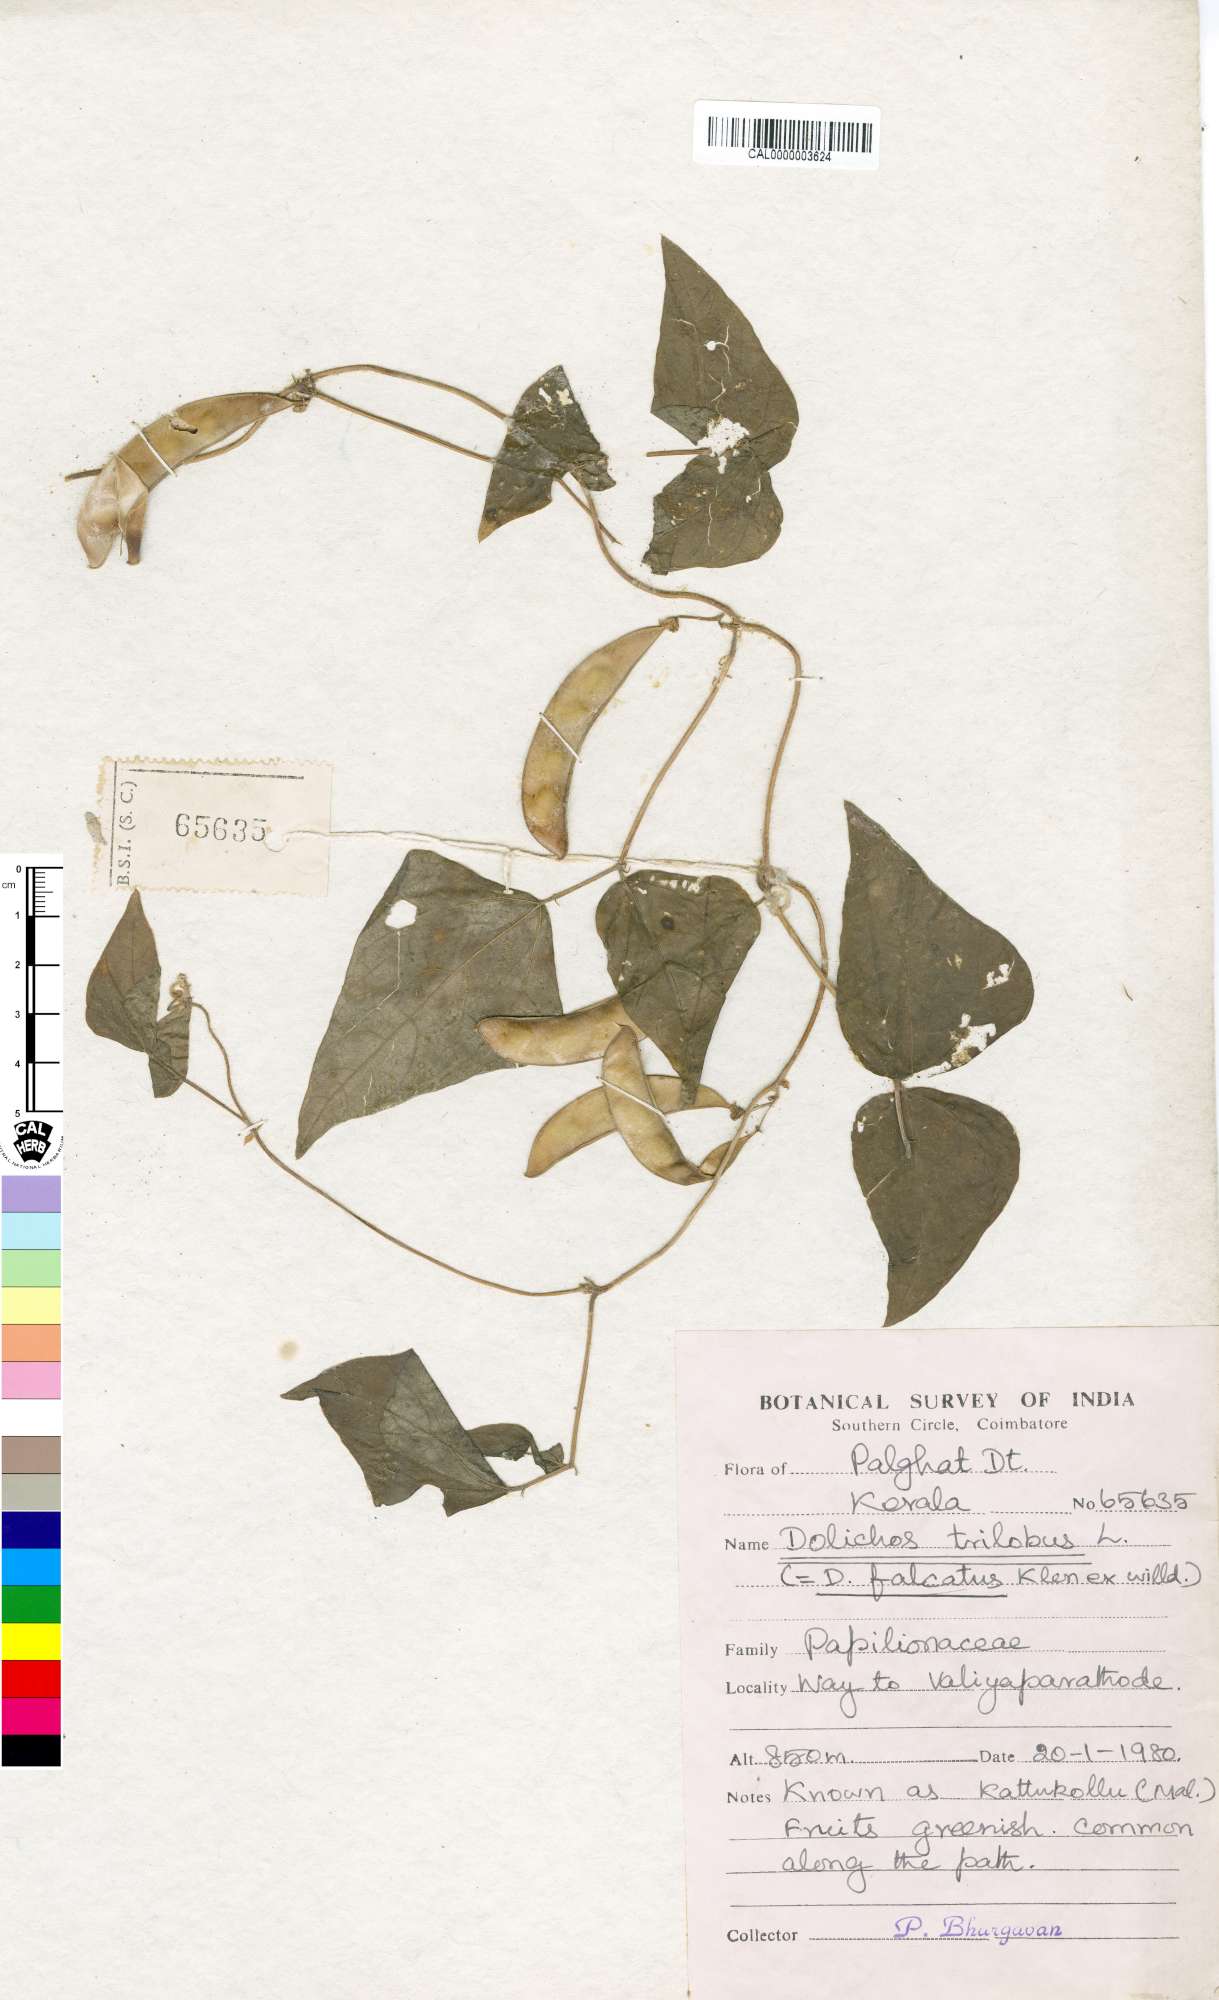 CAL0000003624
B.S.I. (S. C.)
65635
0
cm
1
2
3
4
5
CAL
HERB
BOTANICAL SURVEY OF INDIA
Southern Circle, Coimbatore
Flora of Palghat Dt.
Kerala No 65635
Name Dolichos trilobus L.
(= D. falcatus Klen ex willd.)
Family Papilionaceae
Locality Way to Valiyaparathode.
Alt. 850m. Date 20-1-1980.
Notes Known as Kattukollu (Mal.)
Fruits greenish. Common
along the path.
Collector P. Bhargavan